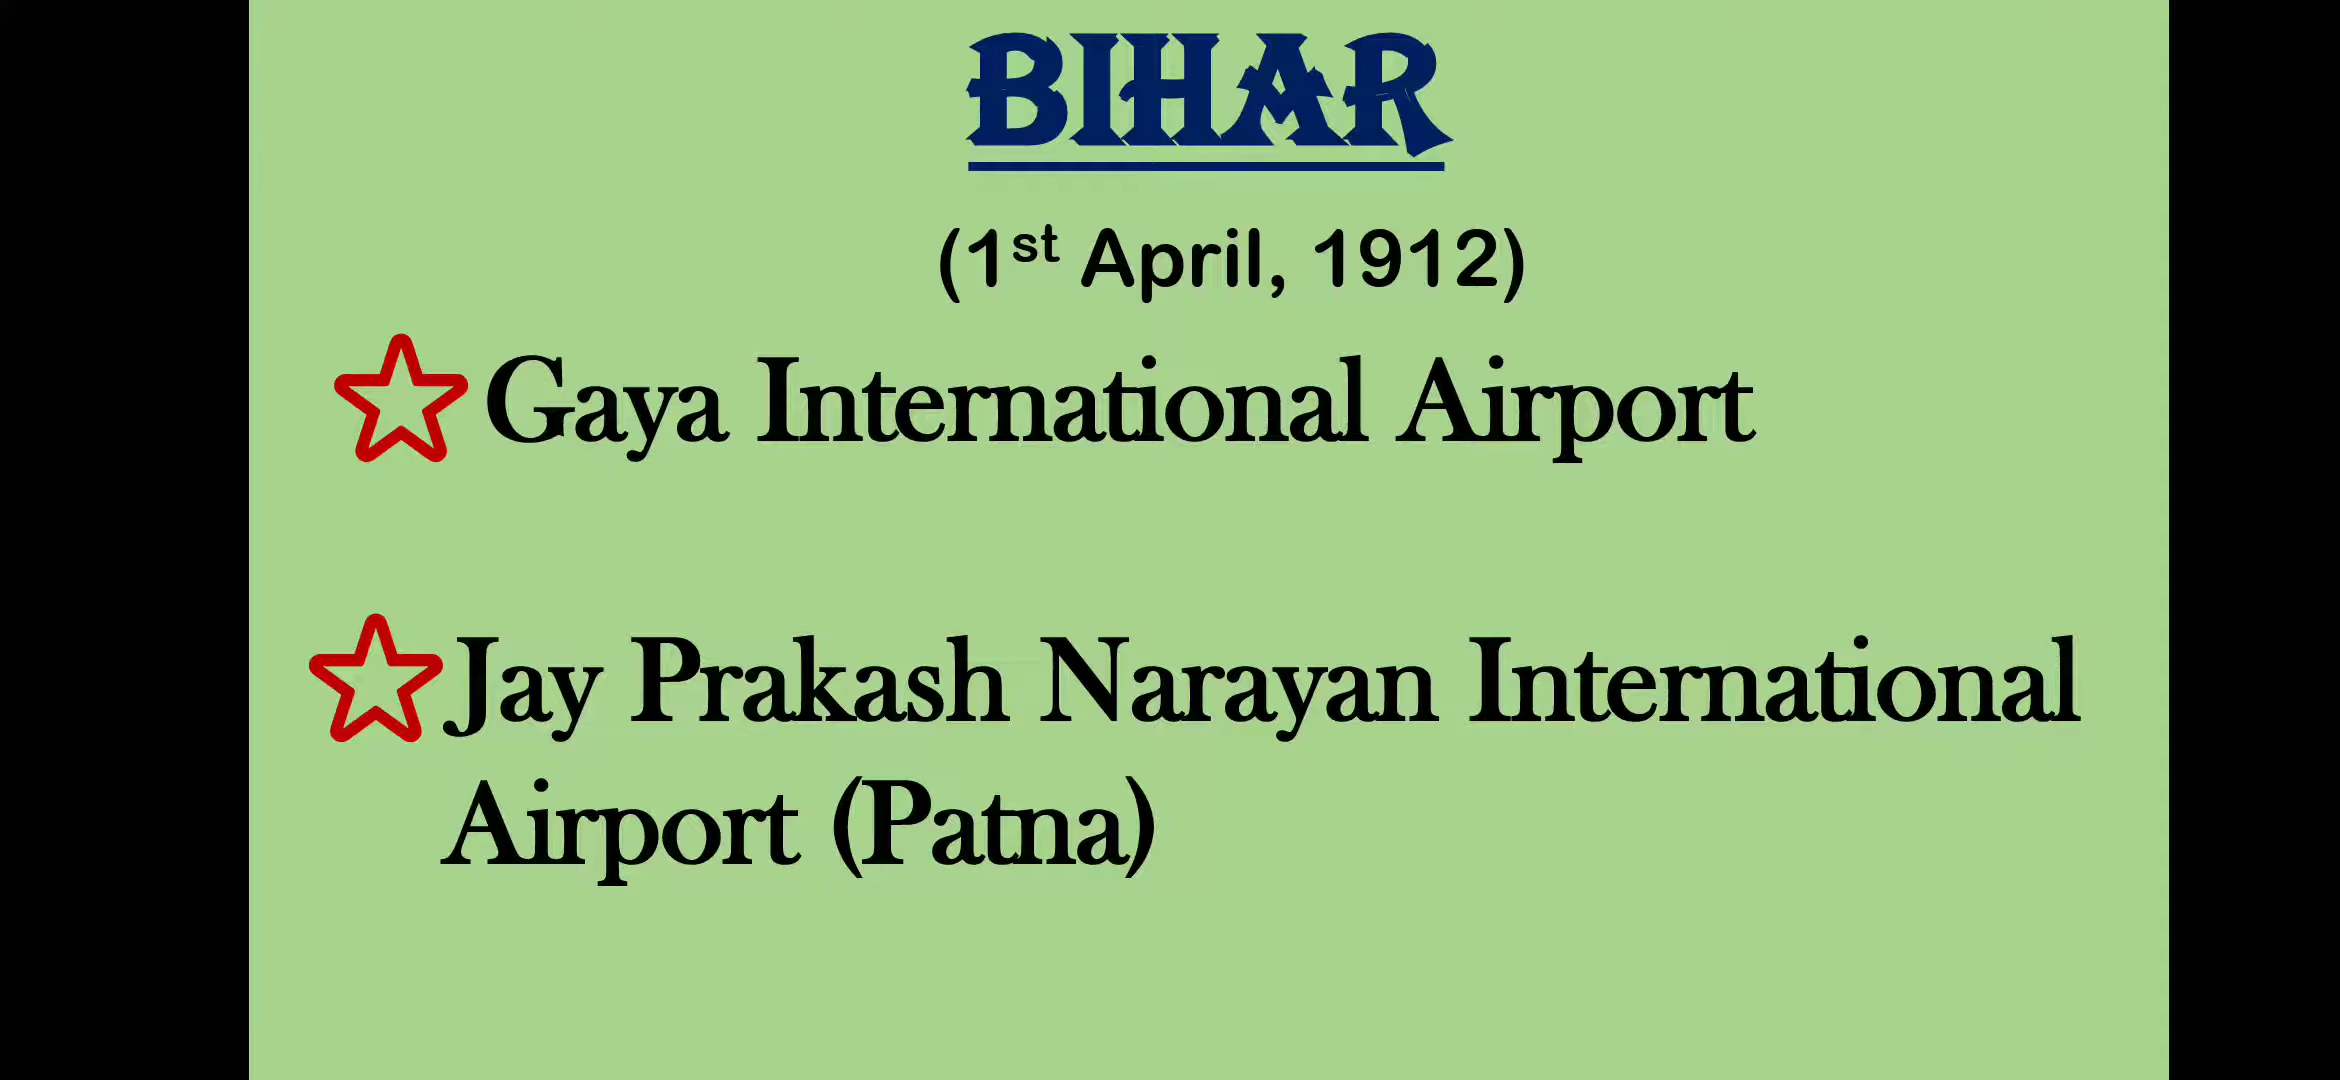 BIHAR
(1st April, 1912)
Gaya International Airport
Jay Prakash Narayan International
Airport (Patna)